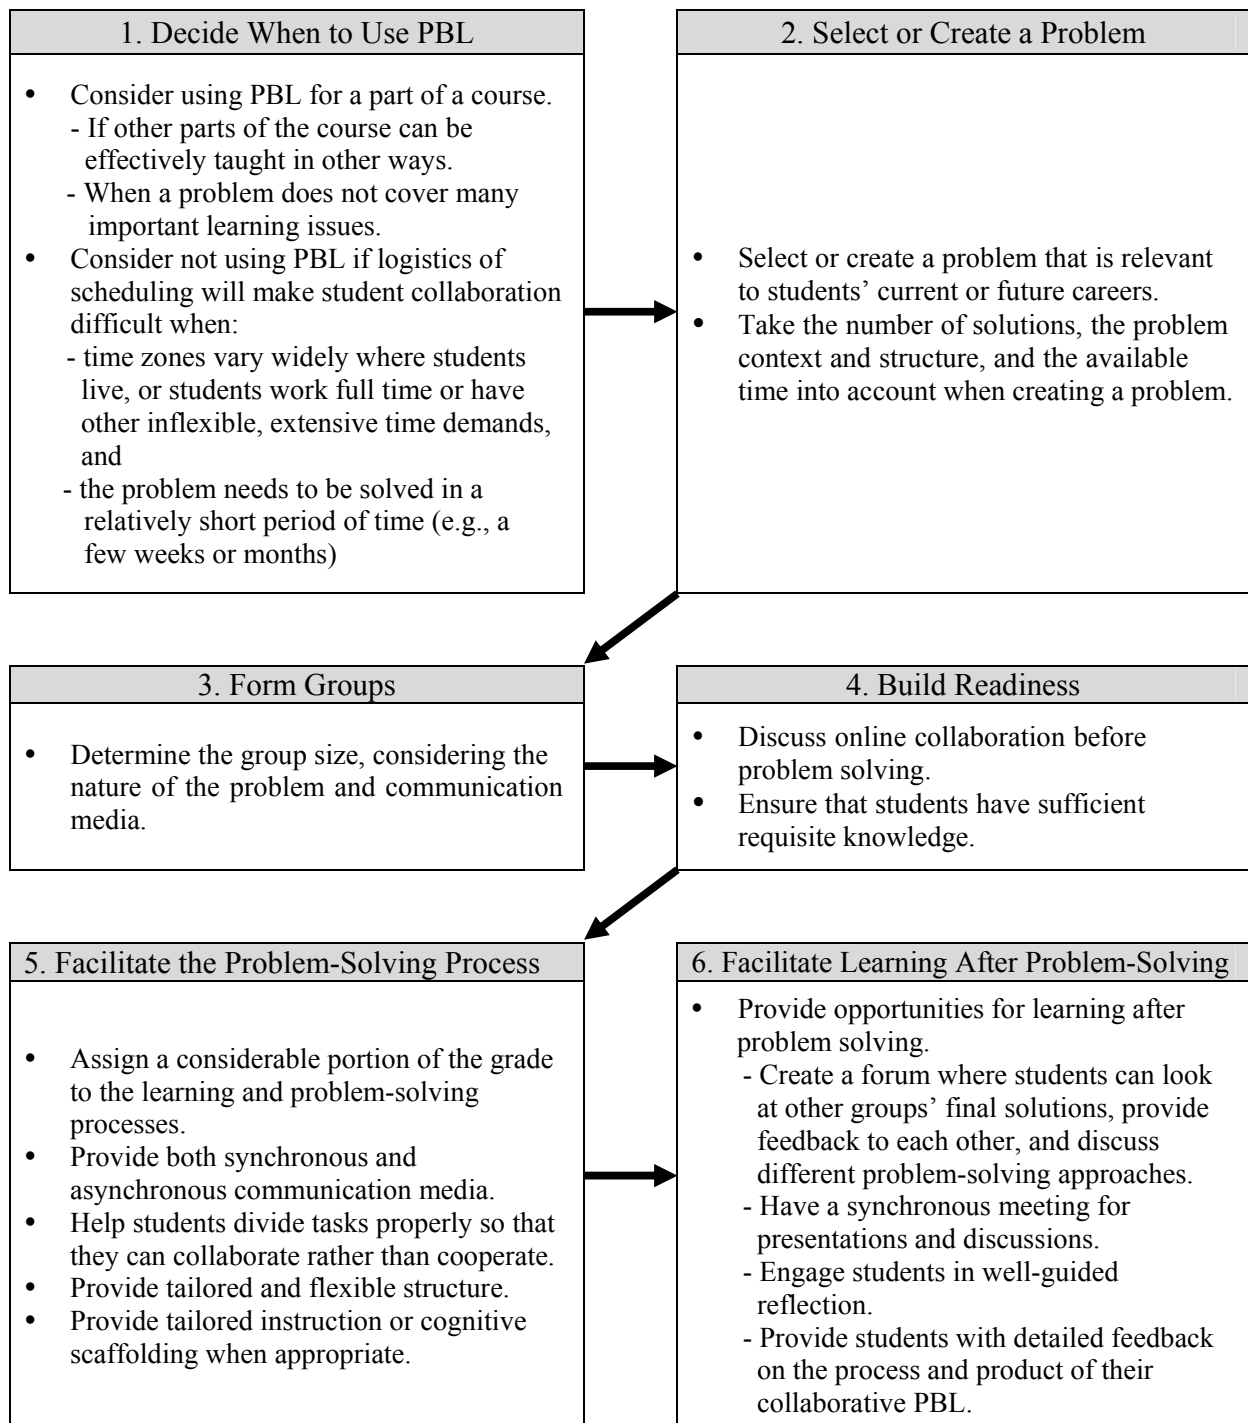 1. Decide When to Use PBL
• Consider using PBL for a part of a course.
- If other parts of the course can be
effectively taught in other ways.
- When a problem does not cover many
important learning issues.
• Consider not using PBL if logistics of
scheduling will make student collaboration
difficult when:
- time zones vary widely where students
live, or students work full time or have
other inflexible, extensive time demands,
and
- the problem needs to be solved in a
relatively short period of time (e.g., a
few weeks or months)
2. Select or Create a Problem
• Select or create a problem that is relevant
to students’ current or future careers.
• Take the number of solutions, the problem
context and structure, and the available
time into account when creating a problem.
3. Form Groups
• Determine the group size, considering the
nature of the problem and communication
media.
4. Build Readiness
• Discuss online collaboration before
problem solving.
• Ensure that students have sufficient
requisite knowledge.
5. Facilitate the Problem-Solving Process
• Assign a considerable portion of the grade
to the learning and problem-solving
processes.
• Provide both synchronous and
asynchronous communication media.
• Help students divide tasks properly so that
they can collaborate rather than cooperate.
• Provide tailored and flexible structure.
• Provide tailored instruction or cognitive
scaffolding when appropriate.
6. Facilitate Learning After Problem-Solving
• Provide opportunities for learning after
problem solving.
- Create a forum where students can look
at other groups’ final solutions, provide
feedback to each other, and discuss
different problem-solving approaches.
- Have a synchronous meeting for
presentations and discussions.
- Engage students in well-guided
reflection.
- Provide students with detailed feedback
on the process and product of their
collaborative PBL.